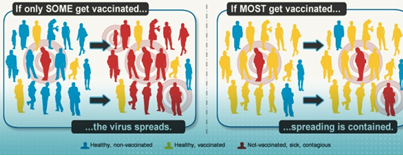 If only SOME get vaccinated...
If MOST get vaccinated...
...the virus spreads.
...spreading is contained.
Healthy, non-vaccinated
Healthy, vaccinated
Not-vaccinated, sick, contagious